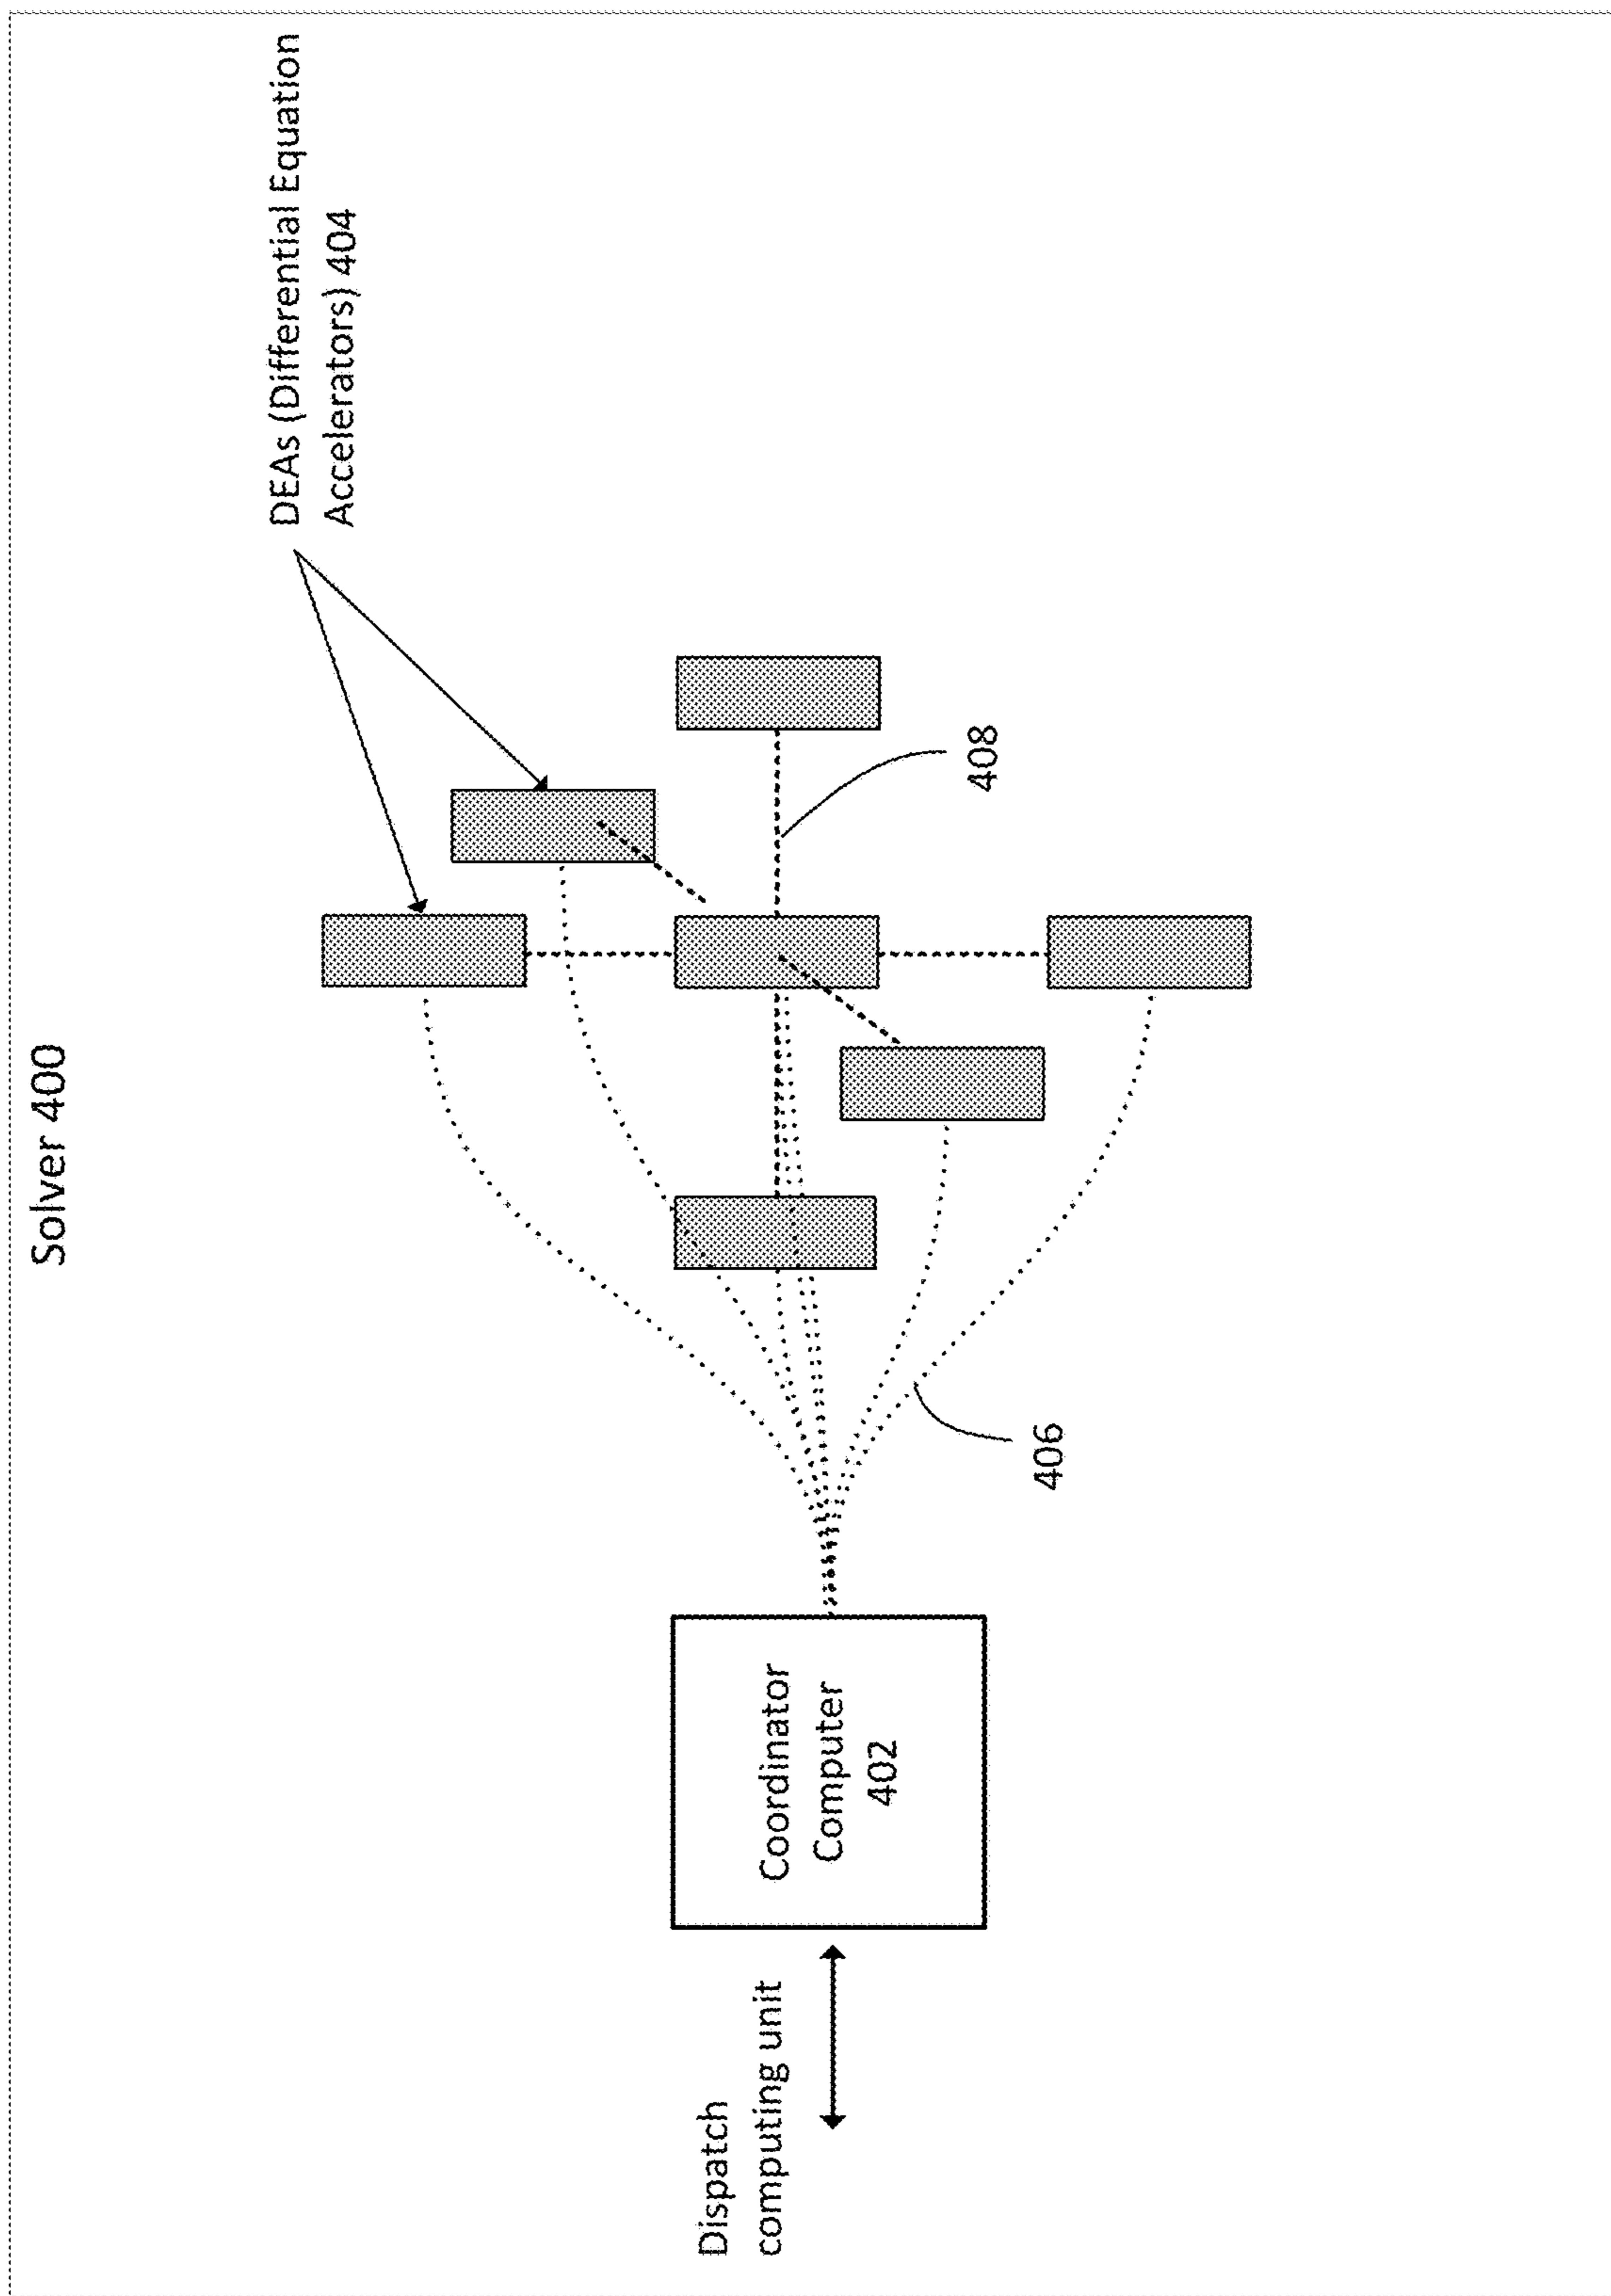 Solver 400
DEAs (Differential Equation
Accelerators) 404
408
406
Coordinator
Computer
402
Dispatch
computing unit